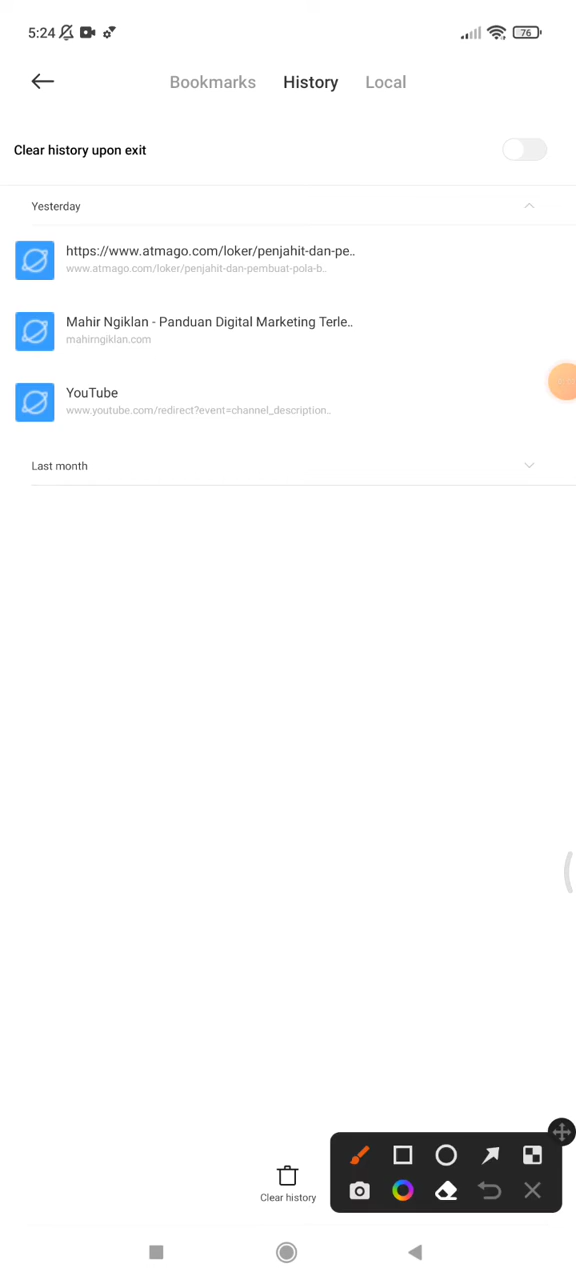 5:24
76
Bookmarks History Local
Clear history upon exit
Yesterday
https://www.atmago.com/loker/penjahit-dan-pe..
www.atmago.com/loker/penjahit-dan-pembuat-pola-b..
Mahir Ngiklan - Panduan Digital Marketing Terle..
mahirngiklan.com
YouTube
www.youtube.com/redirect?event=channel_description..
Last month
Clear history